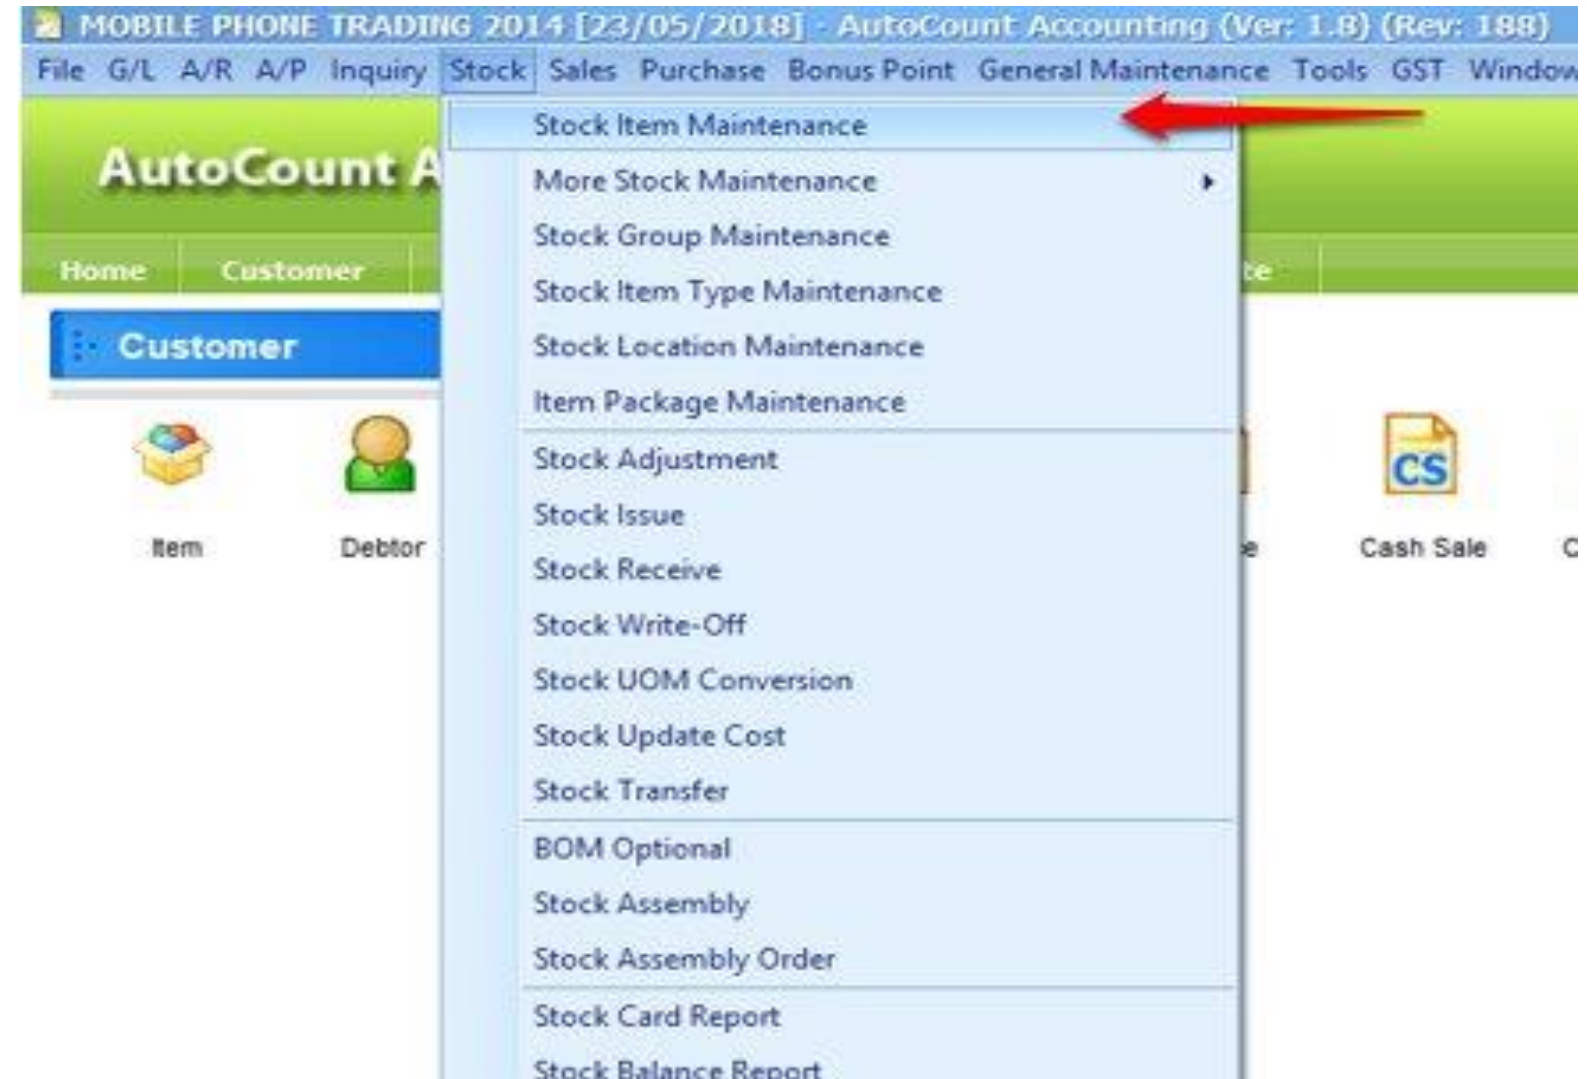 MOBILE PHONE TRADING 2014 [23/05/2018] - AutoCount Accounting (Ver: 1.8) (Rev: 188)
File G/L A/R A/P Inquiry Stock Sales Purchase Bonus Point General Maintenance Tools GST Window
AutoCount A
Home Customer
Customer
Item Debtor Cash Sale
Stock Item Maintenance
More Stock Maintenance
Stock Group Maintenance
Stock Item Type Maintenance
Stock Location Maintenance
Item Package Maintenance
Stock Adjustment
Stock Issue
Stock Receive
Stock Write-Off
Stock UOM Conversion
Stock Update Cost
Stock Transfer
BOM Optional
Stock Assembly
Stock Assembly Order
Stock Card Report
Stock Balance Report
CS